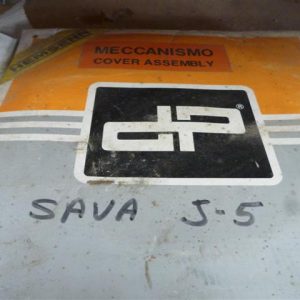 MECCANISMO
COVER ASSEMBLY
dp®
SAVA J-5